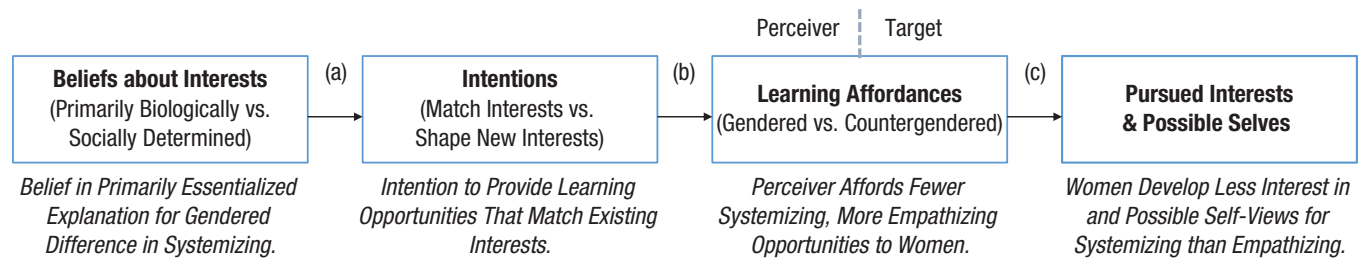 Perceiver Target
(a) (b) (c)
Beliefs about Interests
(Primarily Biologically vs.
Socially Determined)
Intentions
(Match Interests vs.
Shape New Interests)
Learning Affordances
(Gendered vs. Countergendered)
Pursued Interests
& Possible Selves
Belief in Primarily Essentialized
Explanation for Gendered
Difference in Systemizing.
Intention to Provide Learning
Opportunities That Match Existing
Interests.
Perceiver Affords Fewer
Systemizing, More Empathizing
Opportunities to Women.
Women Develop Less Interest in
and Possible Self-Views for
Systemizing than Empathizing.